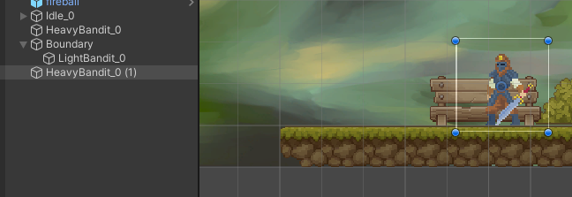 fireball
Idle_0
HeavyBandit_0
Boundary
LightBandit_0
HeavyBandit_0 (1)